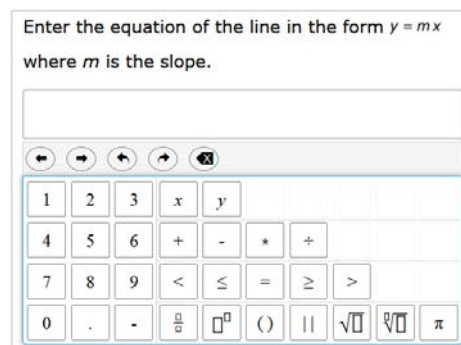 Enter the equation of the line in the form y = mx
where m is the slope.
1 2 3 x y
4 5 6 + - * ÷
7 8 9 < ≤ = ≥ >
0 . - □/□ □^□ () || √□ ∛□ π